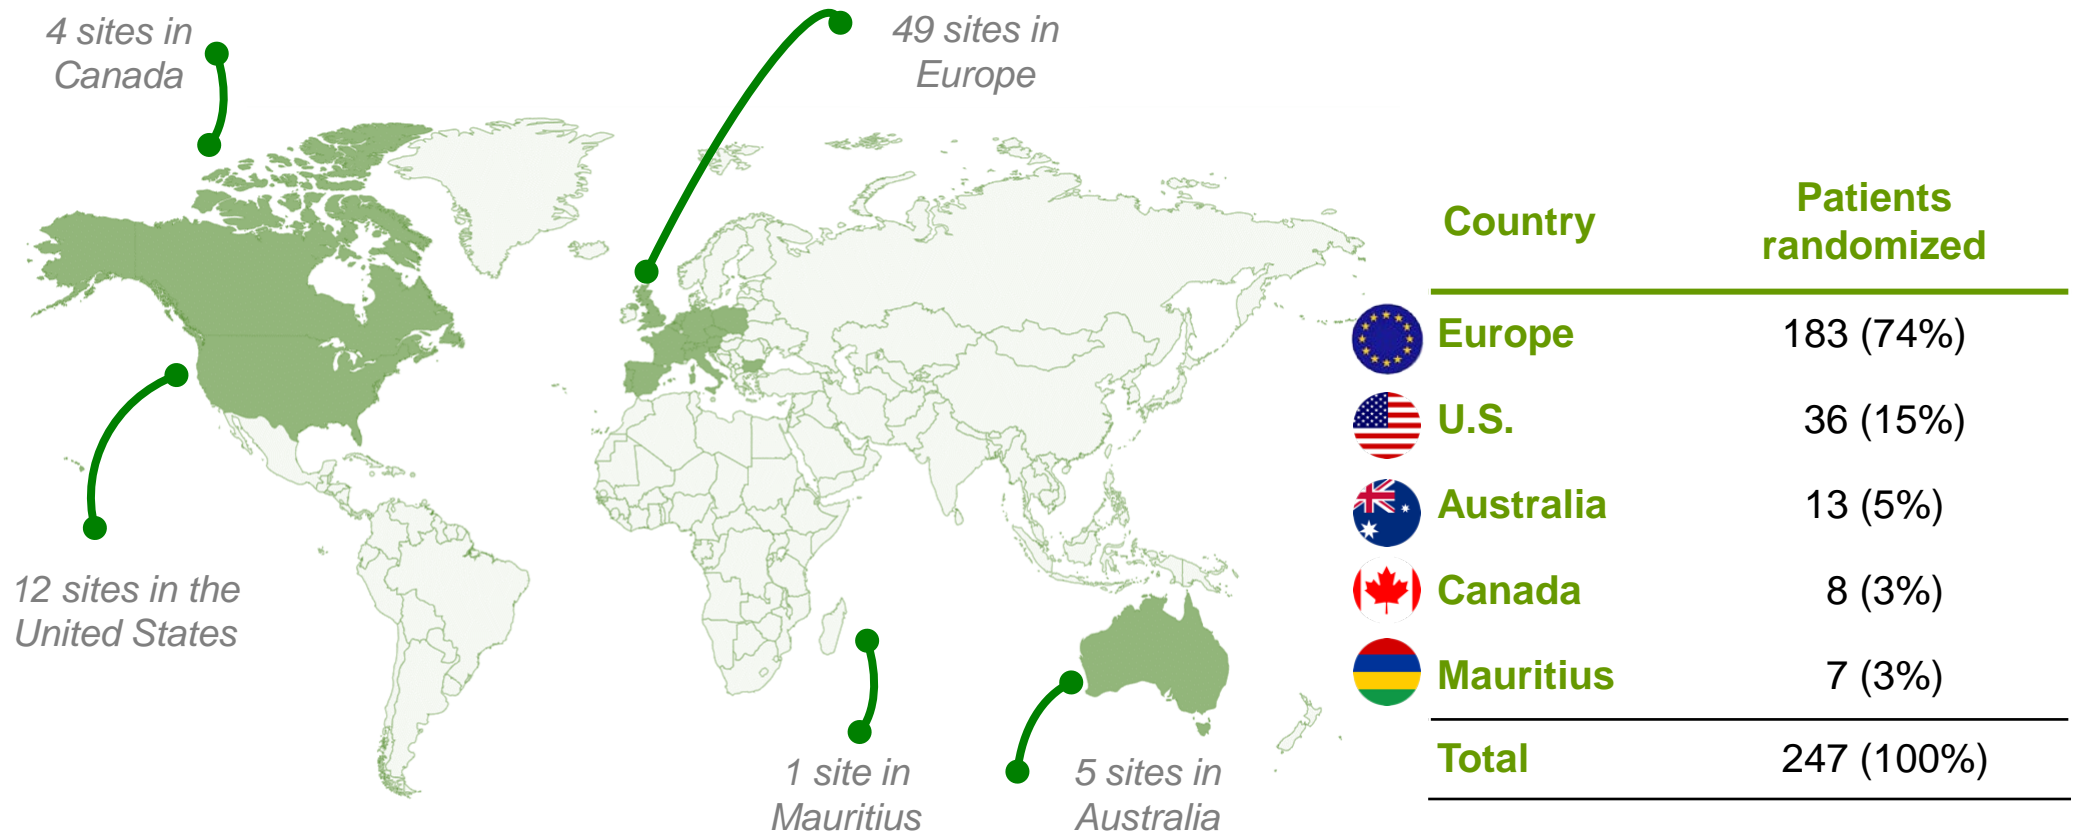 4 sites in
Canada
49 sites in
Europe
12 sites in the
United States
1 site in
Mauritius
5 sites in
Australia
Country
Patients
randomized
Europe 183 (74%)
U.S. 36 (15%)
Australia 13 (5%)
Canada 8 (3%)
Mauritius 7 (3%)
Total 247 (100%)